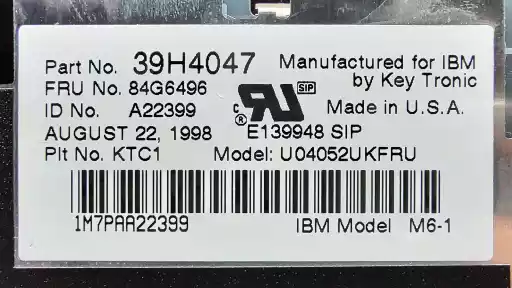 Part No. 39H4047 Manufactured for IBM
FRU No. 84G6496 by Key Tronic
ID No. A22399 c RU ® SIP Made in U.S.A.
AUGUST 22, 1998 E139948 SIP
Plt No. KTC1 Model: U04052UKFRU
1M7PAA22399 IBM Model M6-1